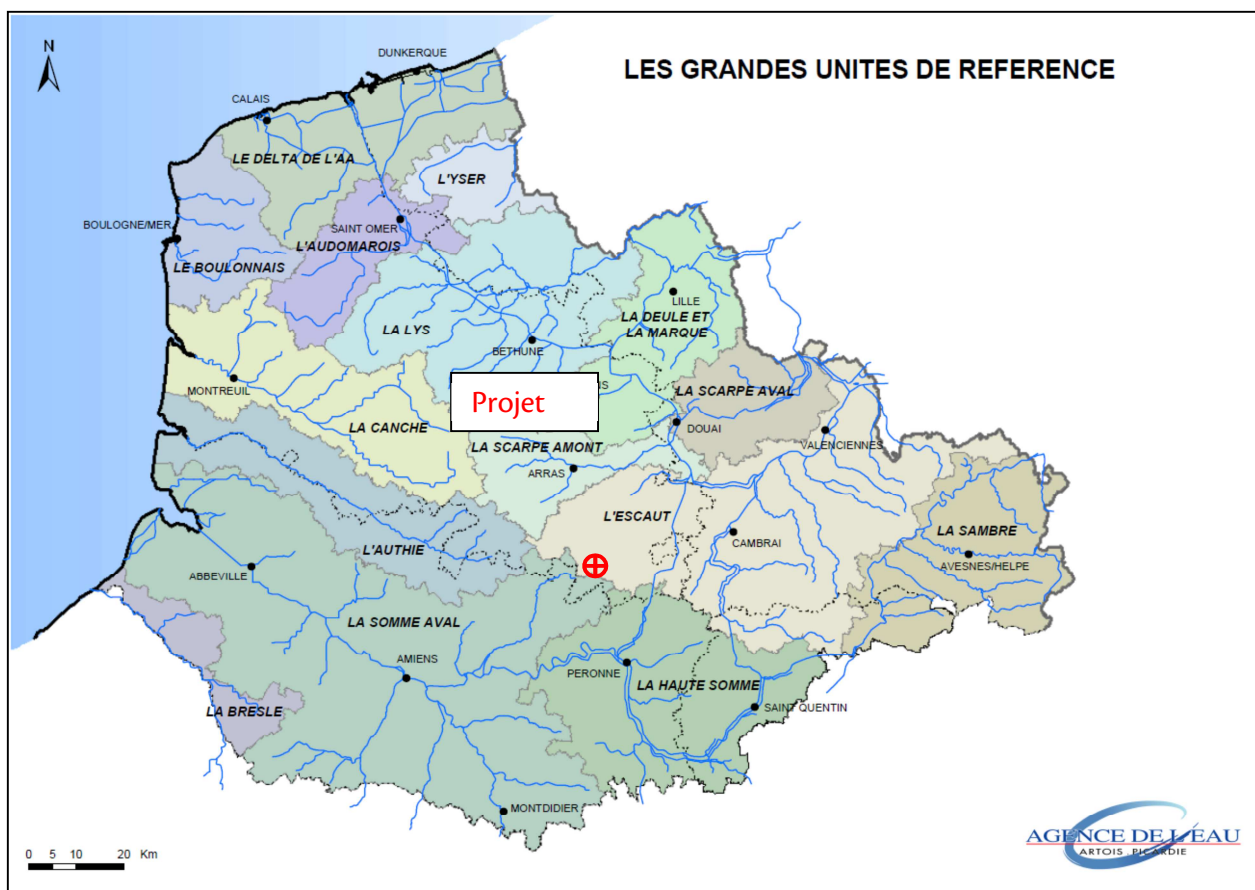 LES GRANDES UNITES DE REFERENCE
N
DUNKERQUE
CALAIS
LE DELTA DE L'AA
L'YSER
BOULOGNE/MER
SAINT OMER
L'AUDOMAROIS
LE BOULONNAIS
LILLE
LA DEULE ET
LA MARQUE
LA LYS
BETHUNE
MONTREUIL
Projet
LA SCARPE AVAL
LA CANCHE
DOUAI
VALENCIENNES
LA SCARPE AMONT
ARRAS
L'ESCAUT
CAMBRAI
LA SAMBRE
AVESNES/HELPE
L'AUTHIE
ABBEVILLE
LA SOMME AVAL
AMIENS
PERONNE
LA HAUTE SOMME
SAINT QUENTIN
LA BRESLE
MONTDIDIER
0 5 10 20 Km
AGENCE DE L'EAU
ARTOIS . PICARDIE